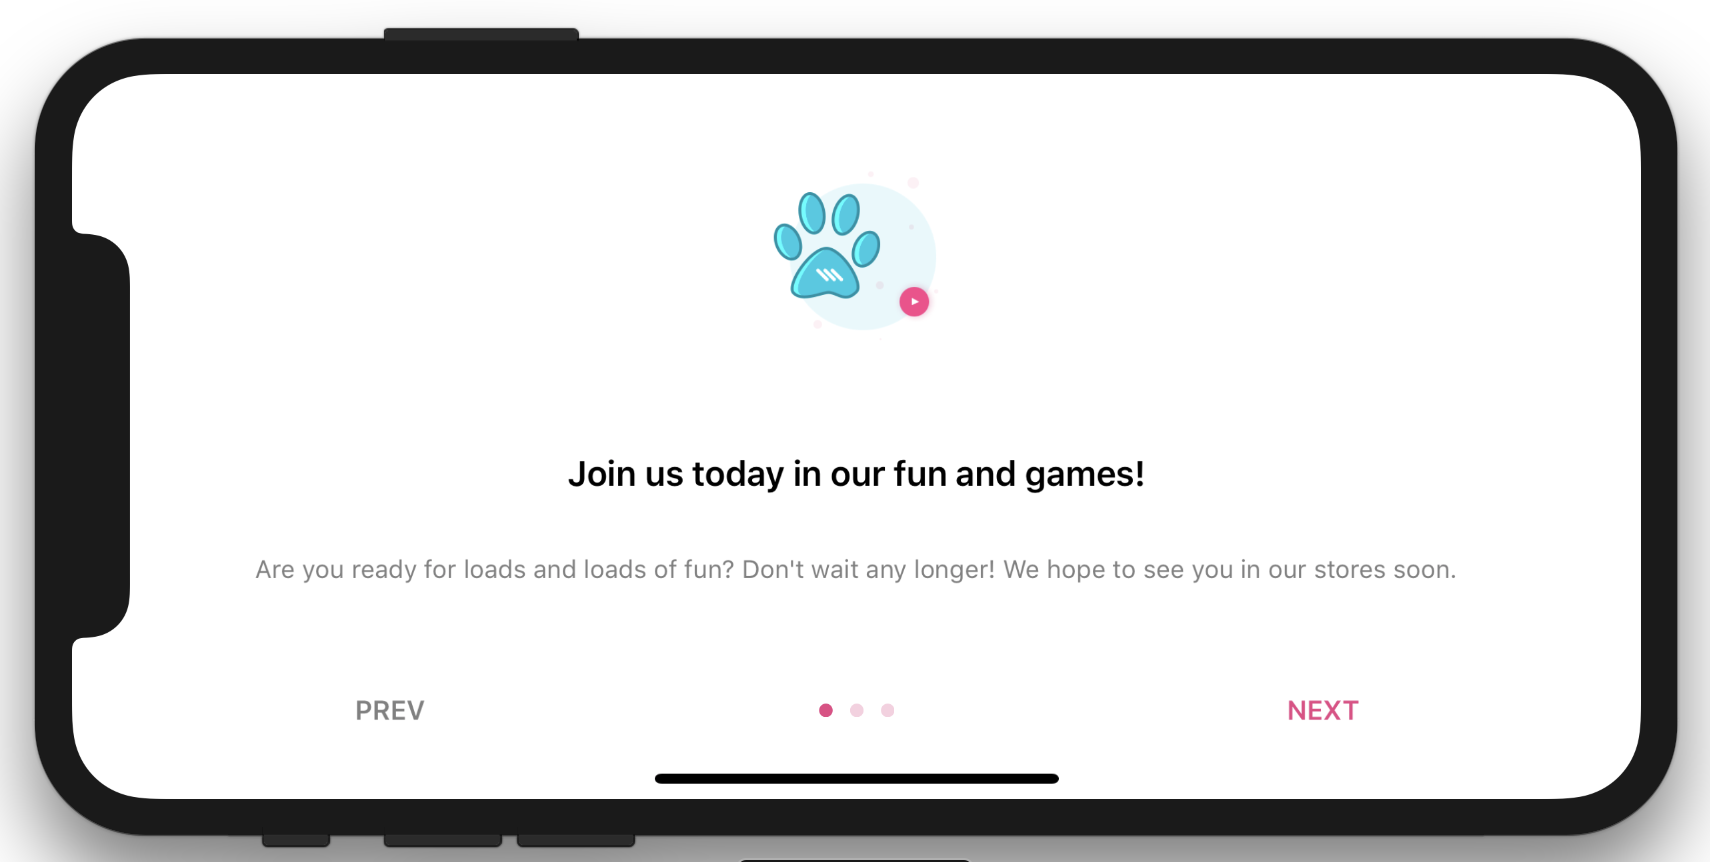 Join us today in our fun and games!
Are you ready for loads and loads of fun? Don't wait any longer! We hope to see you in our stores soon.
PREV
NEXT